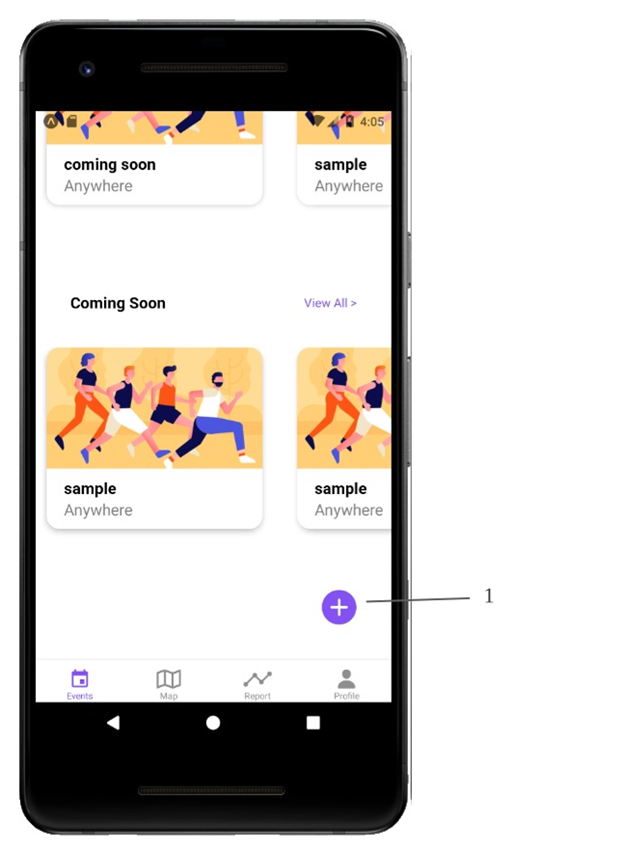 4:05
coming soon
sample
Anywhere
Anywhere
Coming Soon
View All >
sample
sample
Anywhere
Anywhere
1
Events
Map
Report
Profile